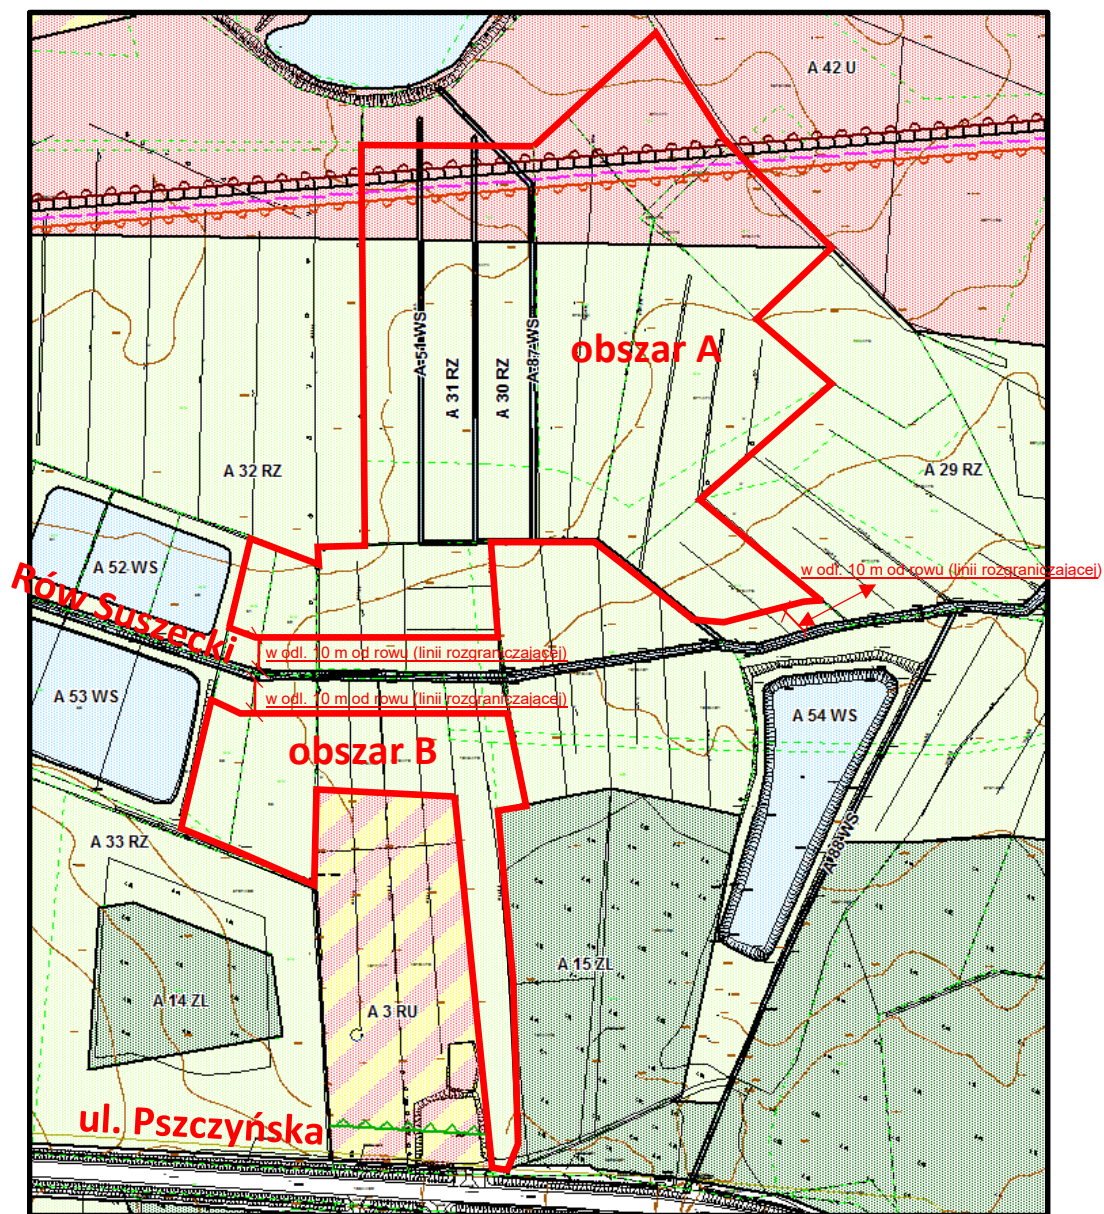 A 42 U
obszar A
A 51 WS
A 31 RZ
A 30 RZ
A 87 WS
A 32 RZ
A 29 RZ
A 52 WS
w odl. 10 m od rowu (linii rozgraniczającej)
Rów Suszecki
w odl. 10 m od rowu (linii rozgraniczającej)
A 53 WS
w odl. 10 m od rowu (linii rozgraniczającej)
A 54 WS
obszar B
A 33 RZ
A 88 WS
A 15 ZL
A 14 ZL
A 3 RU
ul. Pszczyńska